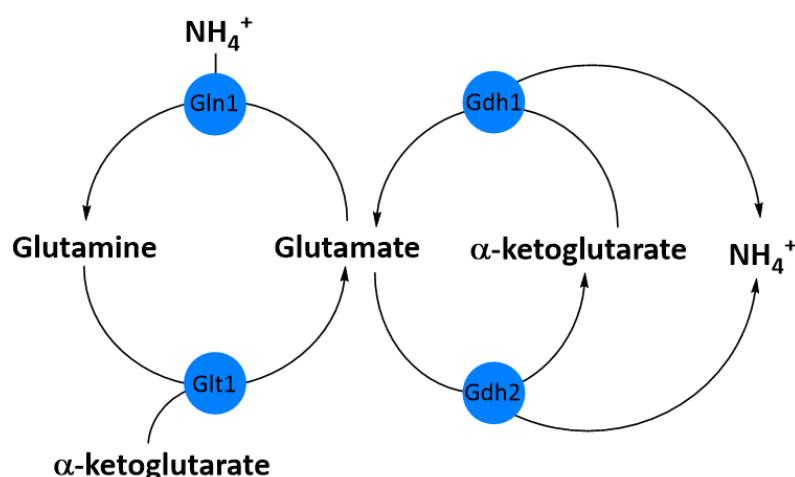 NH₄⁺
Gln1 Gdh1
Glutamine Glutamate α-ketoglutarate NH₄⁺
Glt1 Gdh2
α-ketoglutarate